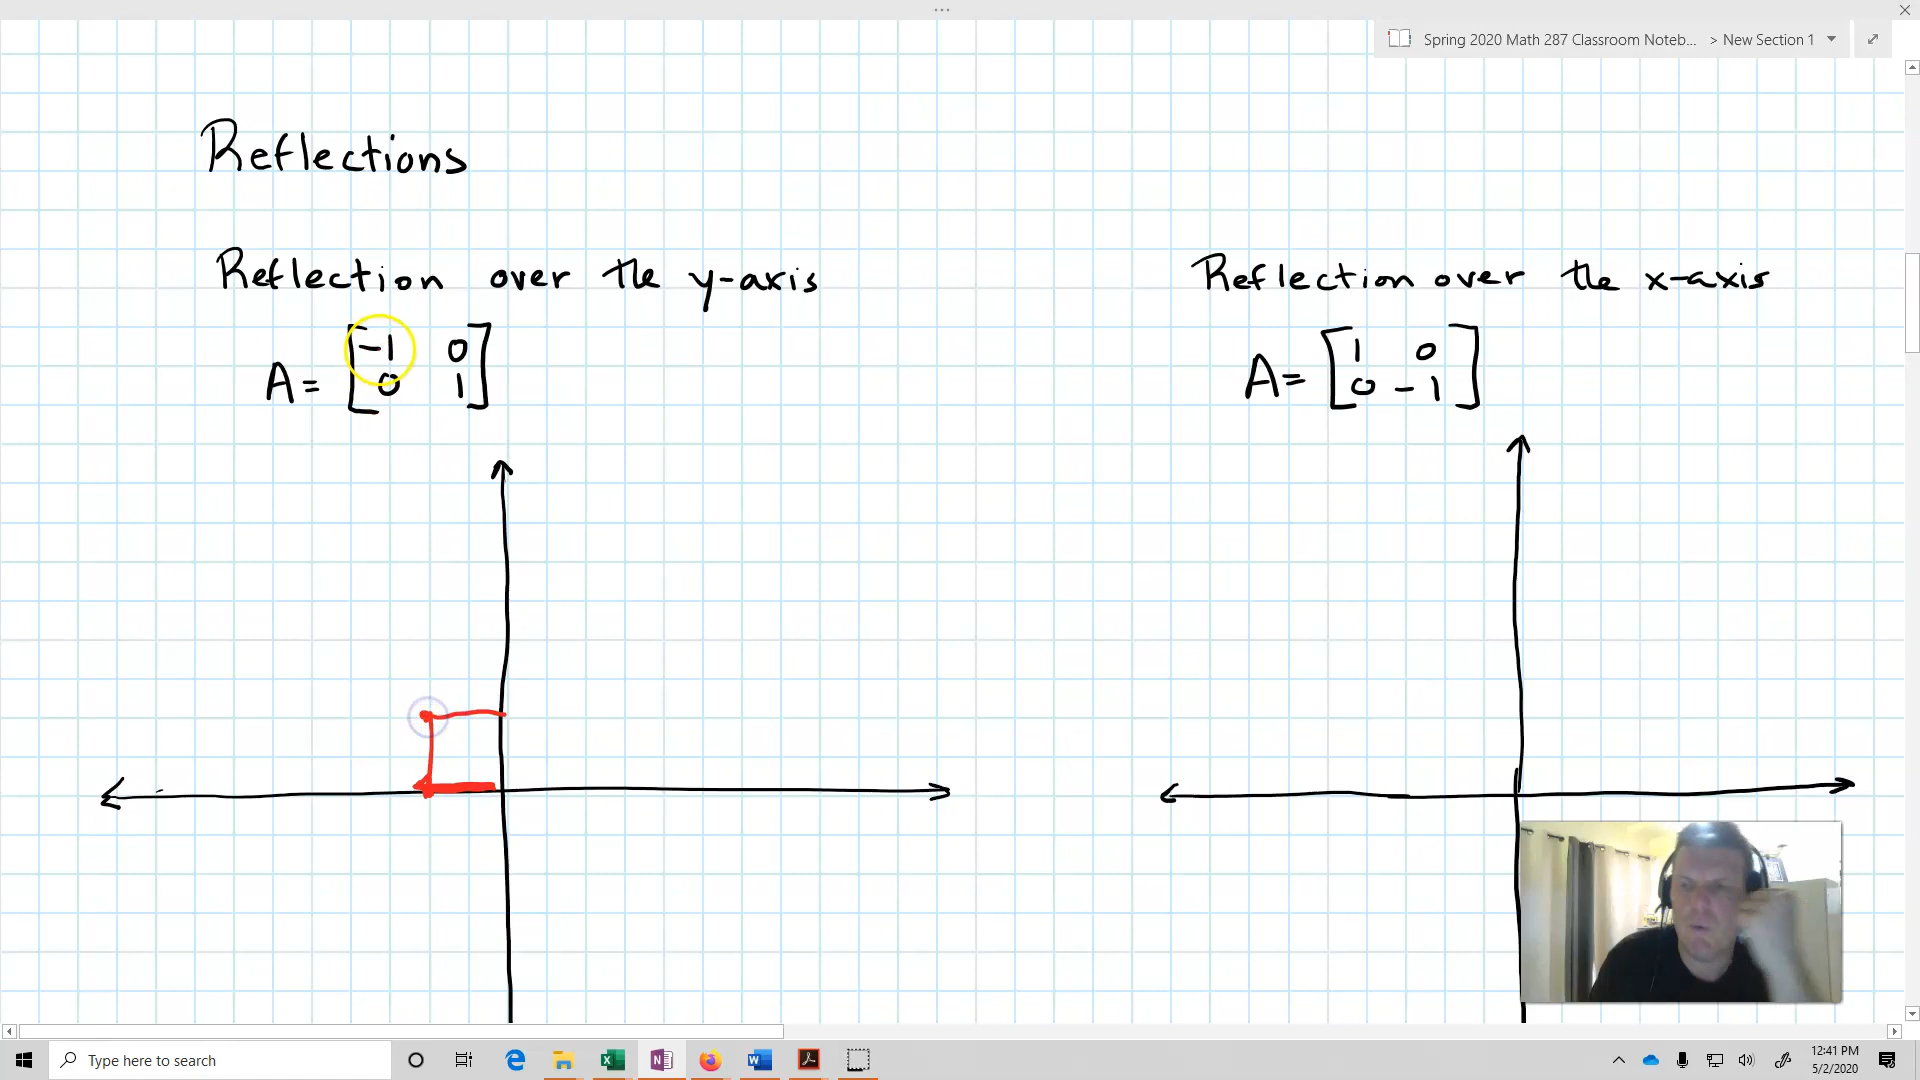 Spring 2020 Math 287 Classroom Noteb... > New Section 1
Reflections
Reflection over the y-axis
A = [-1 0
0 1]
Reflection over the x-axis
A = [1 0
0 -1]
Type here to search
12:41 PM
5/2/2020